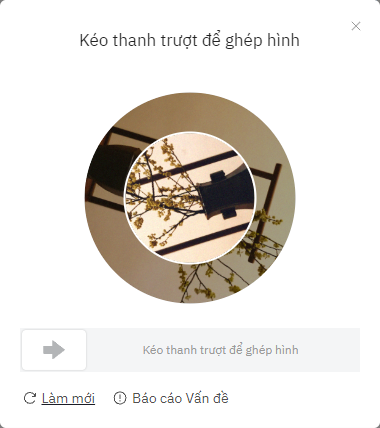 Kéo thanh trượt để ghép hình
Kéo thanh trượt để ghép hình
Làm mới
Báo cáo Vấn đề